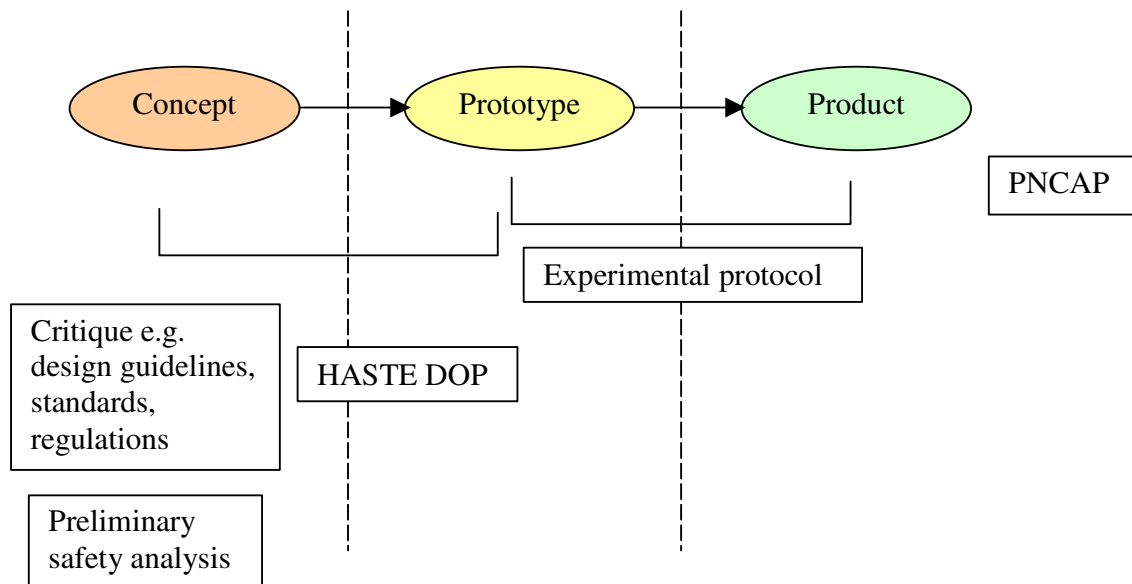 Concept
Prototype
Product
PNCAP
Experimental protocol
Critique e.g.
design guidelines,
standards,
regulations
HASTE DOP
Preliminary
safety analysis